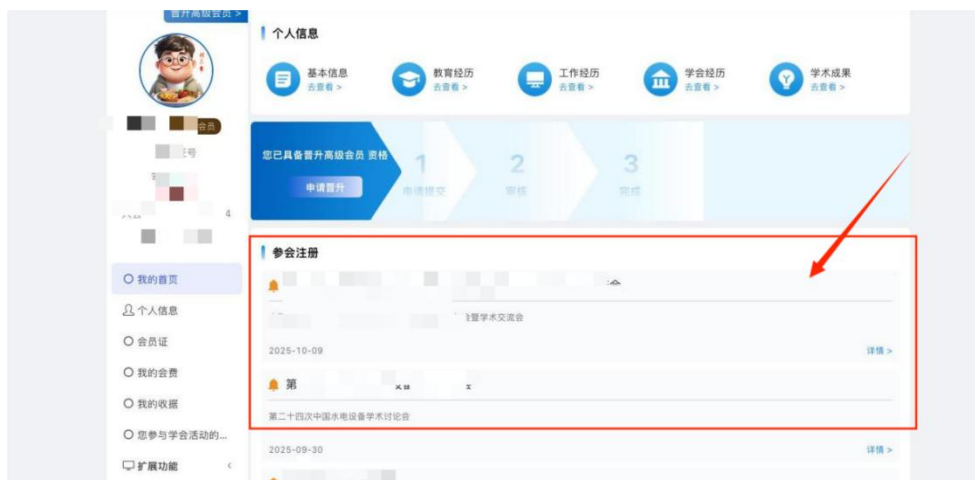 晋升高级会员 >
会员
号
4
我的首页
个人信息
会员证
我的会费
我的收据
您参与学会活动的...
扩展功能 <
个人信息
基本信息
去查看 >
教育经历
去查看 >
工作经历
去查看 >
学会经历
去查看 >
学术成果
去查看 >
您已具备晋升高级会员 资格
申请晋升
1
申请提交
2
审核
3
完成
参会注册
会暨学术交流会
2025-10-09
详情 >
第
第二十四次中国水电设备学术讨论会
2025-09-30
详情 >